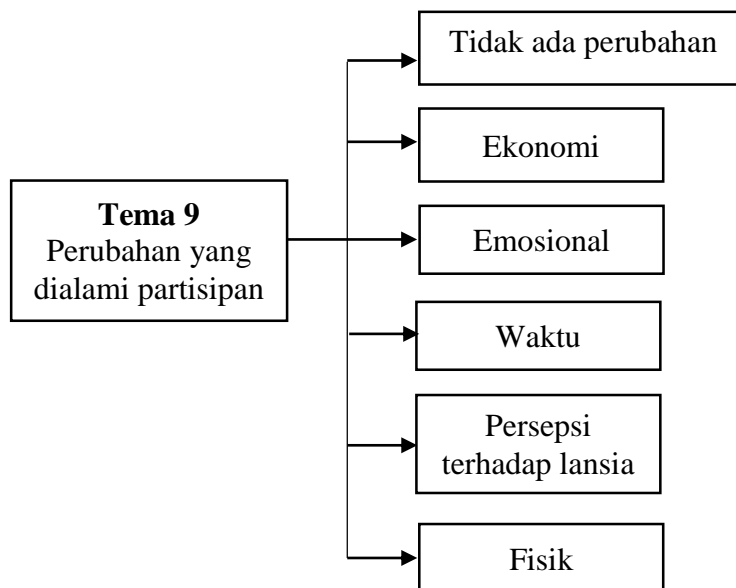 Tema 9
Perubahan yang
dialami partisipan
Tidak ada perubahan
Ekonomi
Emosional
Waktu
Persepsi
terhadap lansia
Fisik